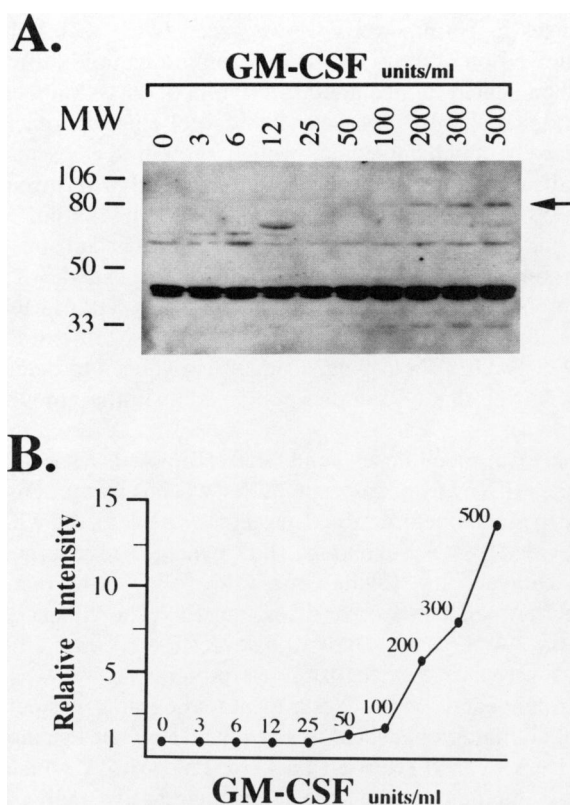 A.
GM-CSF units/ml
MW 0 3 6 12 25 50 100 200 300 500
106
80
50
33
B.
15
10
5
1
Relative Intensity
0 3 6 12 25 50 100 200 300 500
GM-CSF units/ml